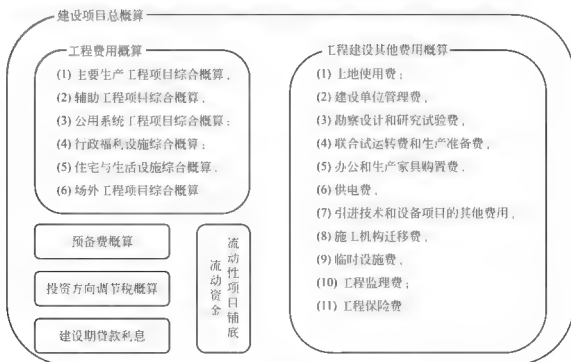 建设项目总概算
工程费用概算
(1) 主要生产工程项目综合概算,
(2) 辅助工程项目综合概算,
(3) 公用系统工程项目综合概算;
(4) 行政福利设施综合概算;
(5) 住宅与生活设施综合概算,
(6) 场外工程项目综合概算
预备费概算
投资方向调节税概算
建设期贷款利息
流动性项目铺底
流动资金
工程建设其他费用概算
(1) 土地使用费;
(2) 建设单位管理费,
(3) 勘察设计和研究试验费,
(4) 联合试运转费和生产准备费,
(5) 办公和生产家具购置费,
(6) 供电费,
(7) 引进技术和设备项目的其他费用,
(8) 施工机构迁移费,
(9) 临时设施费,
(10) 工程监理费;
(11) 工程保险费